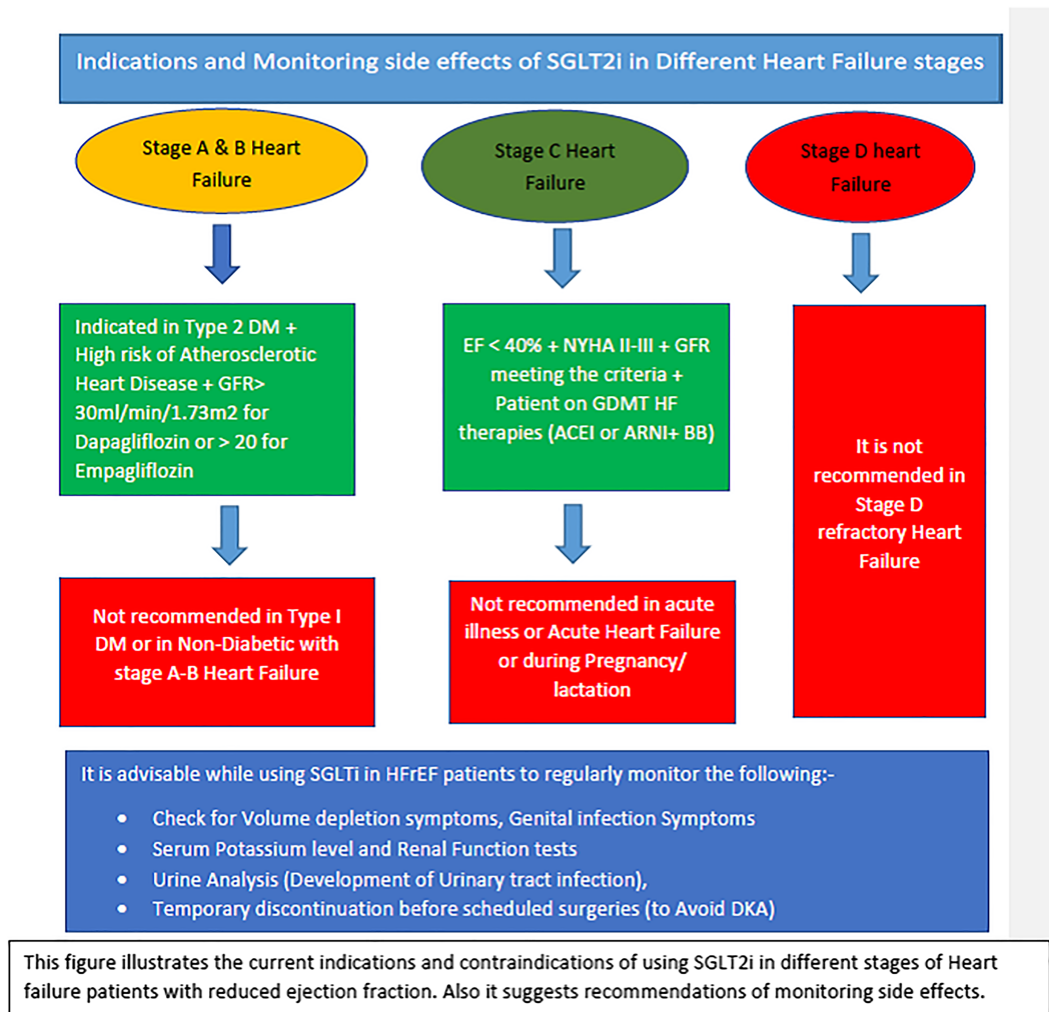 Indications and Monitoring side effects of SGLT2i in Different Heart Failure stages
Stage A & B Heart
Failure
Stage C Heart
Failure
Stage D heart
Failure
Indicated in Type 2 DM +
High risk of Atherosclerotic
Heart Disease + GFR>
30ml/min/1.73m2 for
Dapagliflozin or > 20 for
Empagliflozin
EF < 40% + NYHA II-III + GFR
meeting the criteria +
Patient on GDMT HF
therapies (ACEI or ARNI+ BB)
It is not
recommended in
Stage D
refractory Heart
Failure
Not recommended in Type I
DM or in Non-Diabetic with
stage A-B Heart Failure
Not recommended in acute
illness or Acute Heart Failure
or during Pregnancy/
lactation
It is advisable while using SGLTi in HFrEF patients to regularly monitor the following:-
• Check for Volume depletion symptoms, Genital infection Symptoms
• Serum Potassium level and Renal Function tests
• Urine Analysis (Development of Urinary tract infection),
• Temporary discontinuation before scheduled surgeries (to Avoid DKA)
This figure illustrates the current indications and contraindications of using SGLT2i in different stages of Heart
failure patients with reduced ejection fraction. Also it suggests recommendations of monitoring side effects.